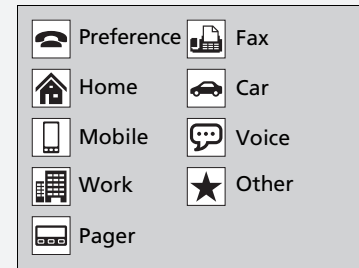 Preference
Fax
Home
Car
Mobile
Voice
Work
Other
Pager